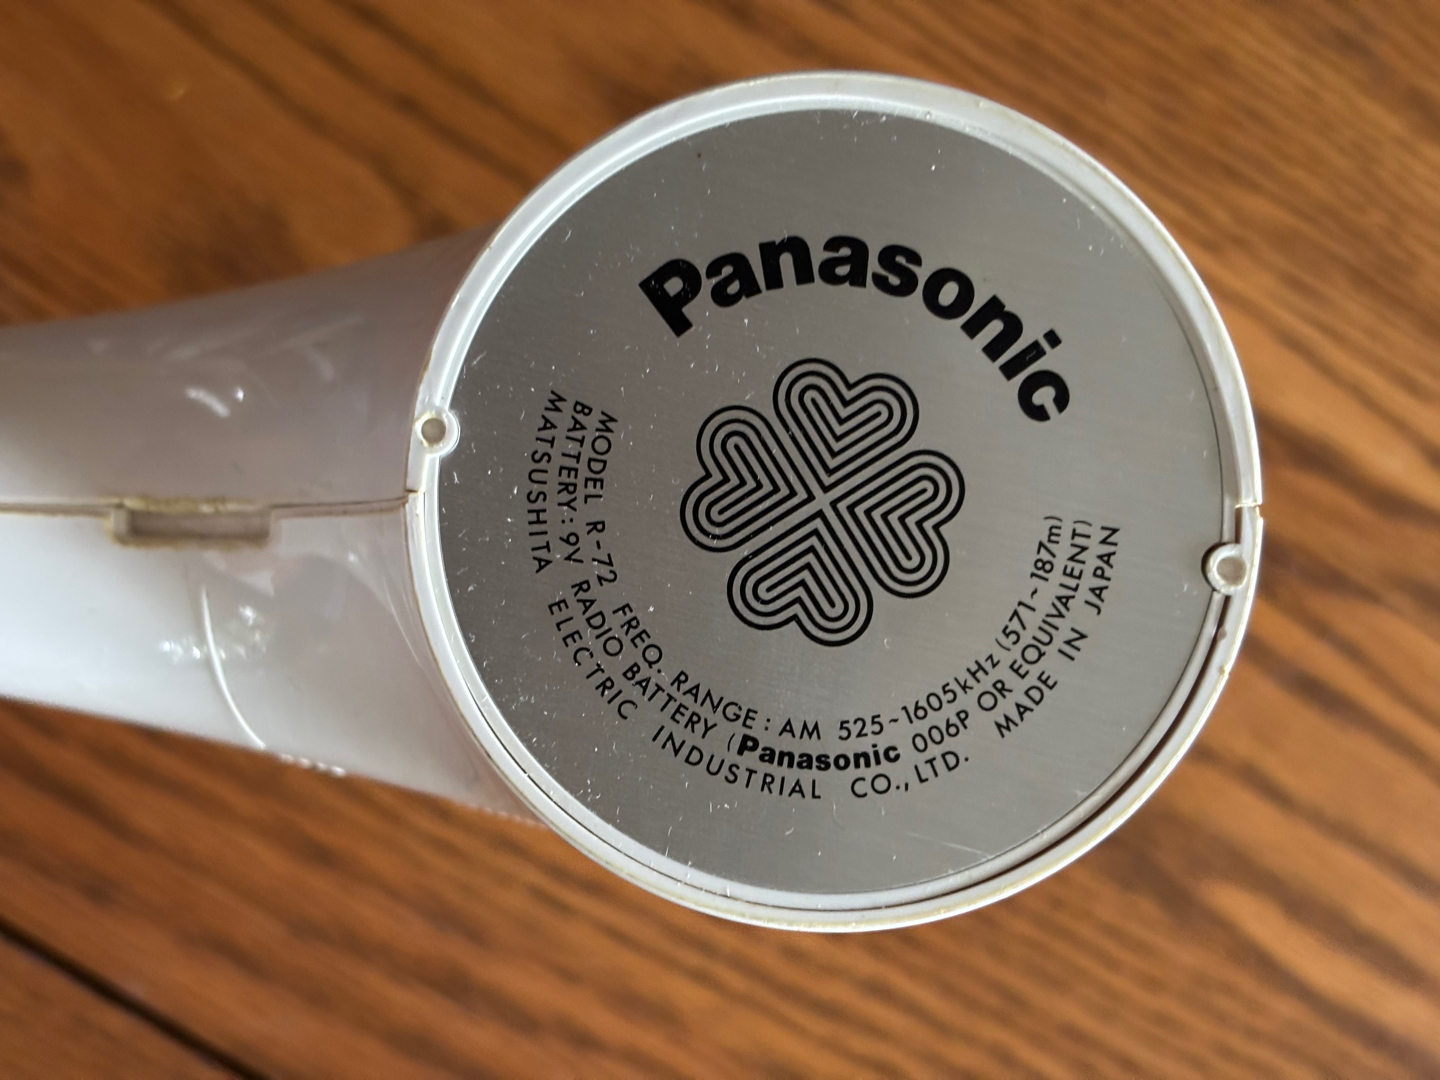 Panasonic
MODEL R-72 FREQ. RANGE: AM 525~1605kHz (571~187m)
BATTERY: 9V RADIO BATTERY (Panasonic 006P OR EQUIVALENT)
MATSUSHITA ELECTRIC INDUSTRIAL CO., LTD. MADE IN JAPAN